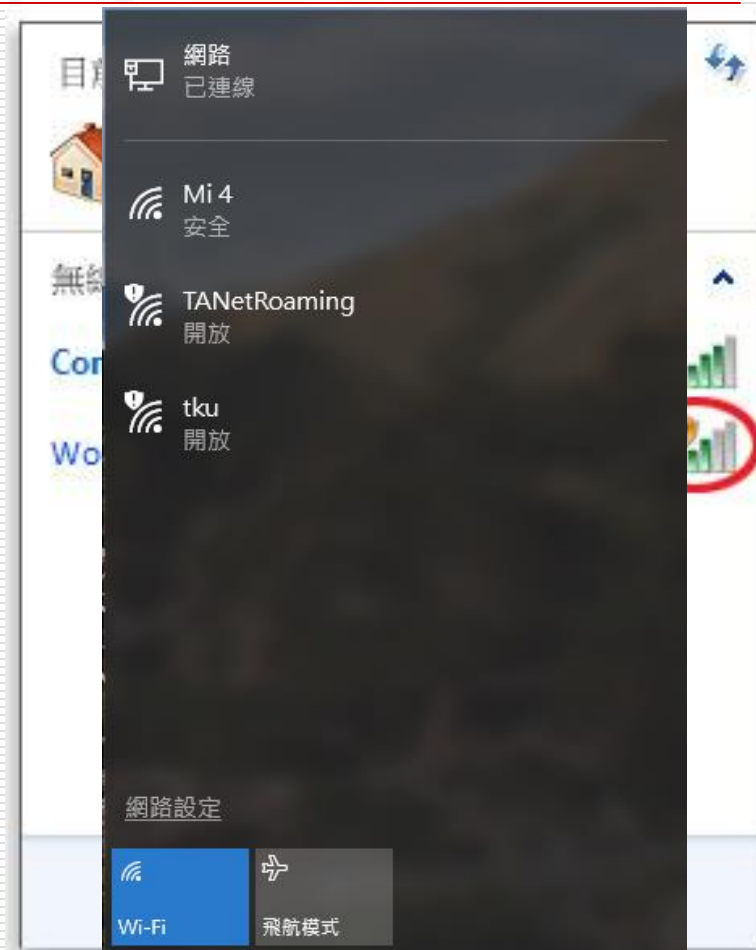 網路
已連線
Mi 4
安全
TANetRoaming
開放
tku
開放
網路設定
Wi-Fi
飛航模式